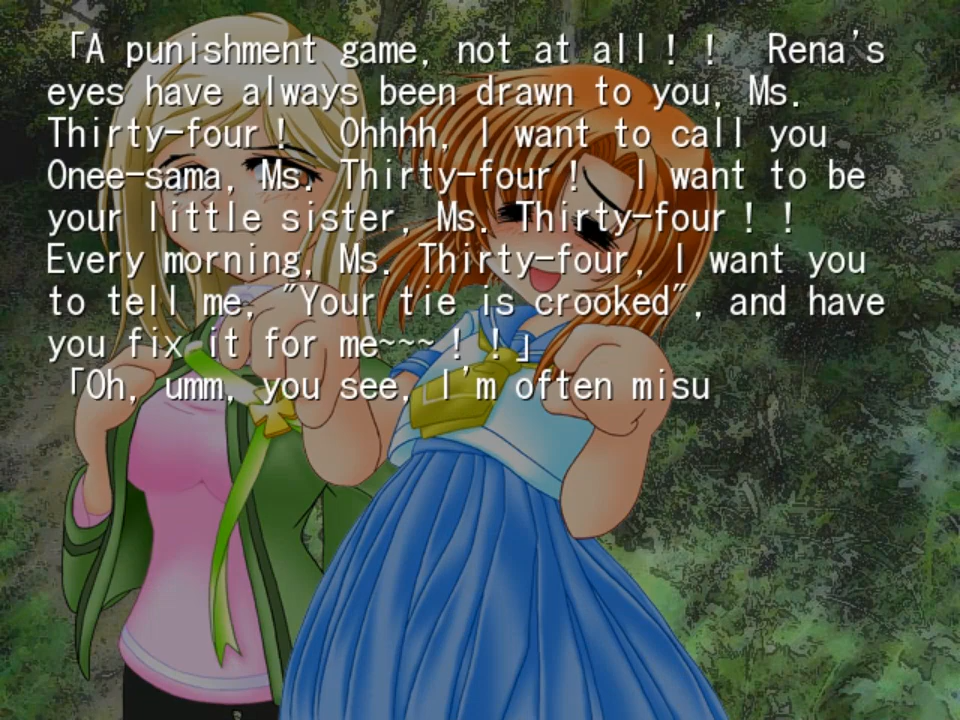 「A punishment game, not at all！！ Rena's
eyes have always been drawn to you, Ms.
Thirty-four！ Ohhhh, I want to call you
Onee-sama, Ms. Thirty-four！ I want to be
your little sister, Ms. Thirty-four！！
Every morning, Ms. Thirty-four, I want you
to tell me, "Your tie is crooked", and have
you fix it for me~~~！！」
「Oh, umm, you see, I'm often misu